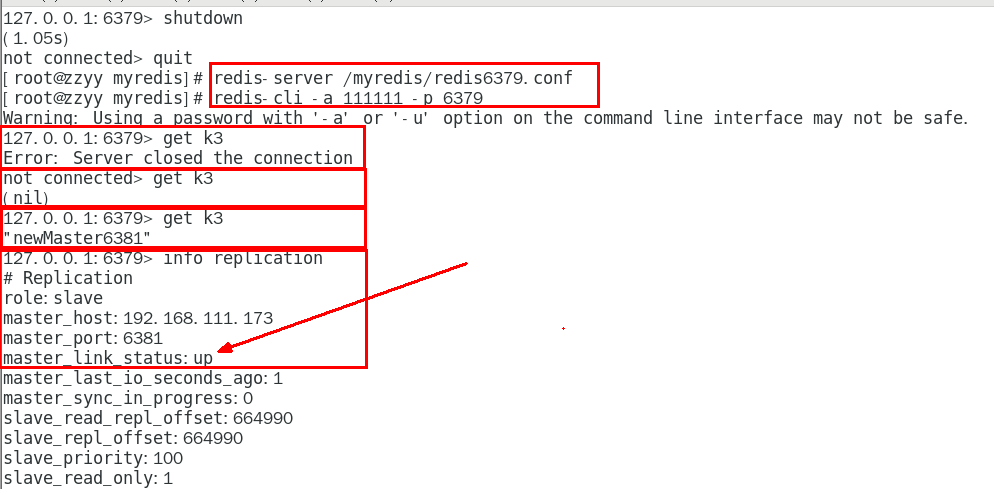 127.0.0.1:6379> shutdown
(1.05s)
not connected> quit
[root@zzyy myredis]# redis-server /myredis/redis6379.conf
[root@zzyy myredis]# redis-cli -a 111111 -p 6379
Warning: Using a password with '-a' or '-u' option on the command line interface may not be safe.
127.0.0.1:6379> get k3
Error: Server closed the connection
not connected> get k3
(nil)
127.0.0.1:6379> get k3
"newMaster6381"
127.0.0.1:6379> info replication
# Replication
role:slave
master_host:192.168.111.173
master_port:6381
master_link_status:up
master_last_io_seconds_ago:1
master_sync_in_progress:0
slave_read_repl_offset:664990
slave_repl_offset:664990
slave_priority:100
slave_read_only:1